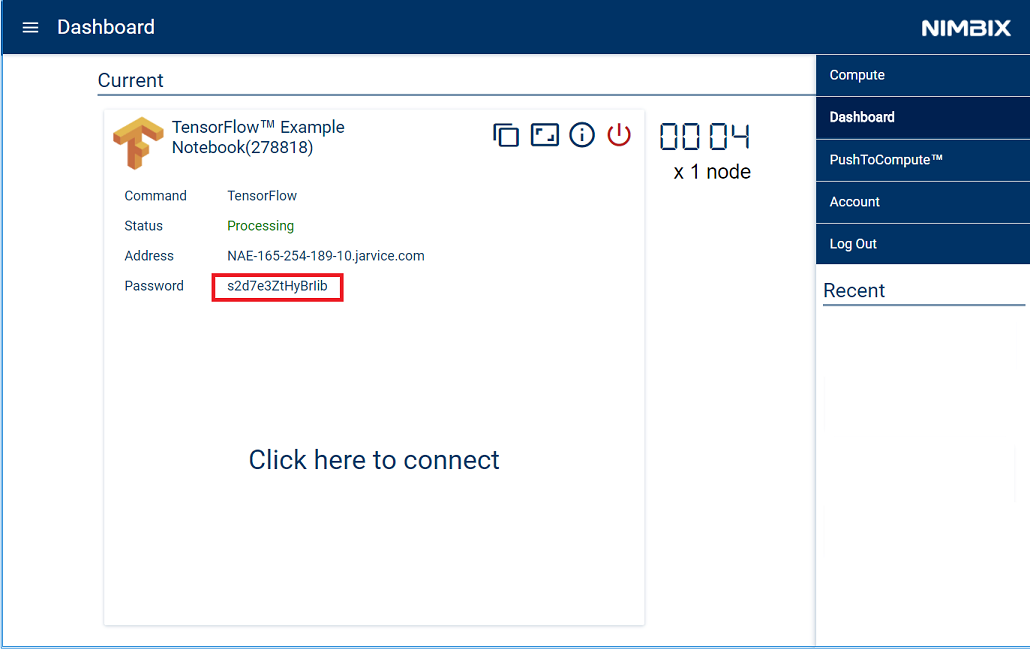 Dashboard
NIMBIX
Current
TensorFlow™ Example
Notebook(278818)
00 04
x 1 node
Command TensorFlow
Status Processing
Address NAE-165-254-189-10.jarvice.com
Password s2d7e3ZtHyBrIib
Click here to connect
Compute
Dashboard
PushToCompute™
Account
Log Out
Recent